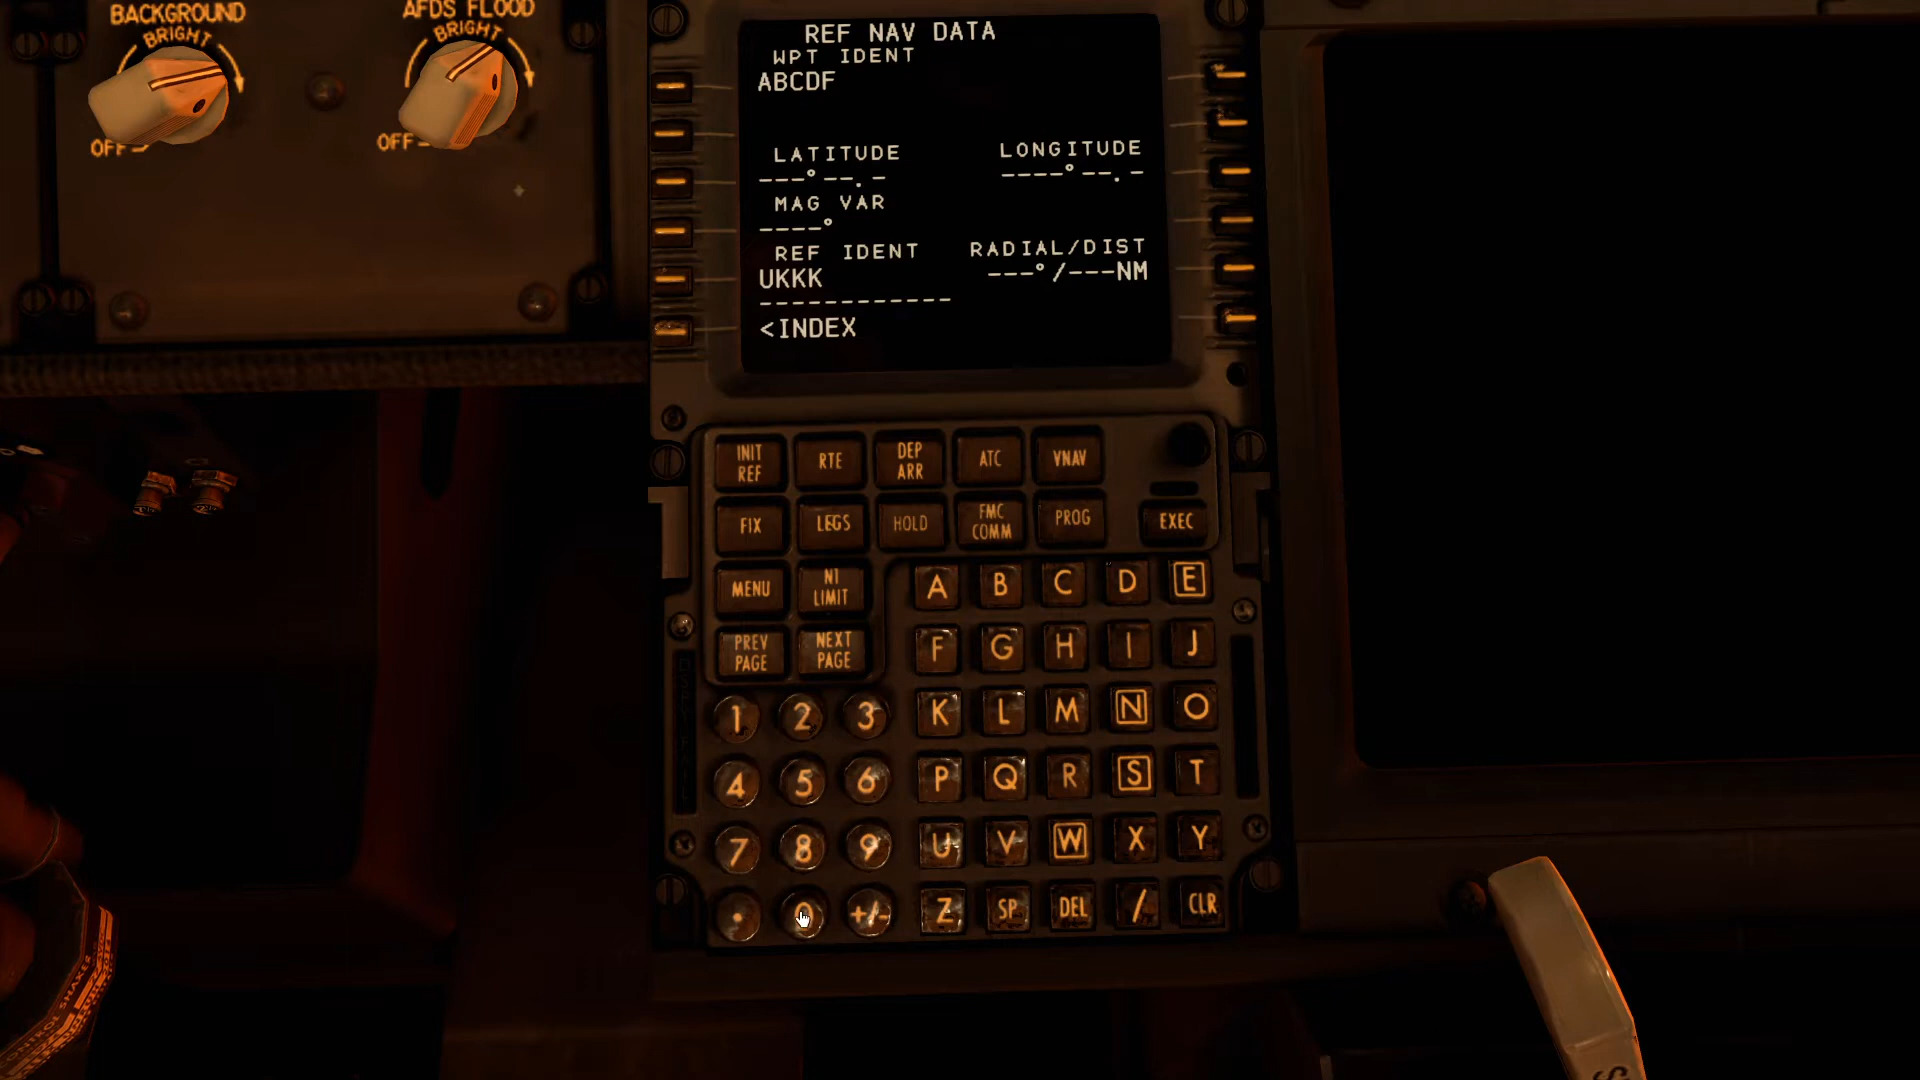 BACKGROUND
BRIGHT
OFF
AFDS FLOOD
BRIGHT
OFF
REF NAV DATA
WPT IDENT
ABCDF
LATITUDE LONGITUDE
---°--.- ----°--.-
MAG VAR
----°
REF IDENT RADIAL/DIST
UKKK ---°/---NM
------------
<INDEX
INIT REF RTE DEP ARR ATC VNAV
FIX LEGS HOLD FMC COMM PROG EXEC
MENU N1 LIMIT A B C D E
PREV PAGE NEXT PAGE F G H I J
1 2 3 K L M N O
4 5 6 P Q R S T
7 8 9 U V W X Y
. 0 +/- Z SP DEL / CLR